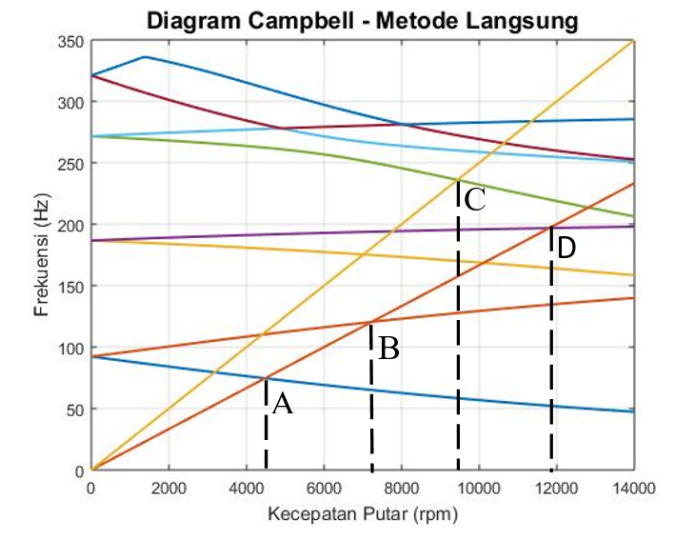 Diagram Campbell - Metode Langsung
350
300
250
200
150
100
50
0
Frekuensi (Hz)
A
B
C
D
0 2000 4000 6000 8000 10000 12000 14000
Kecepatan Putar (rpm)